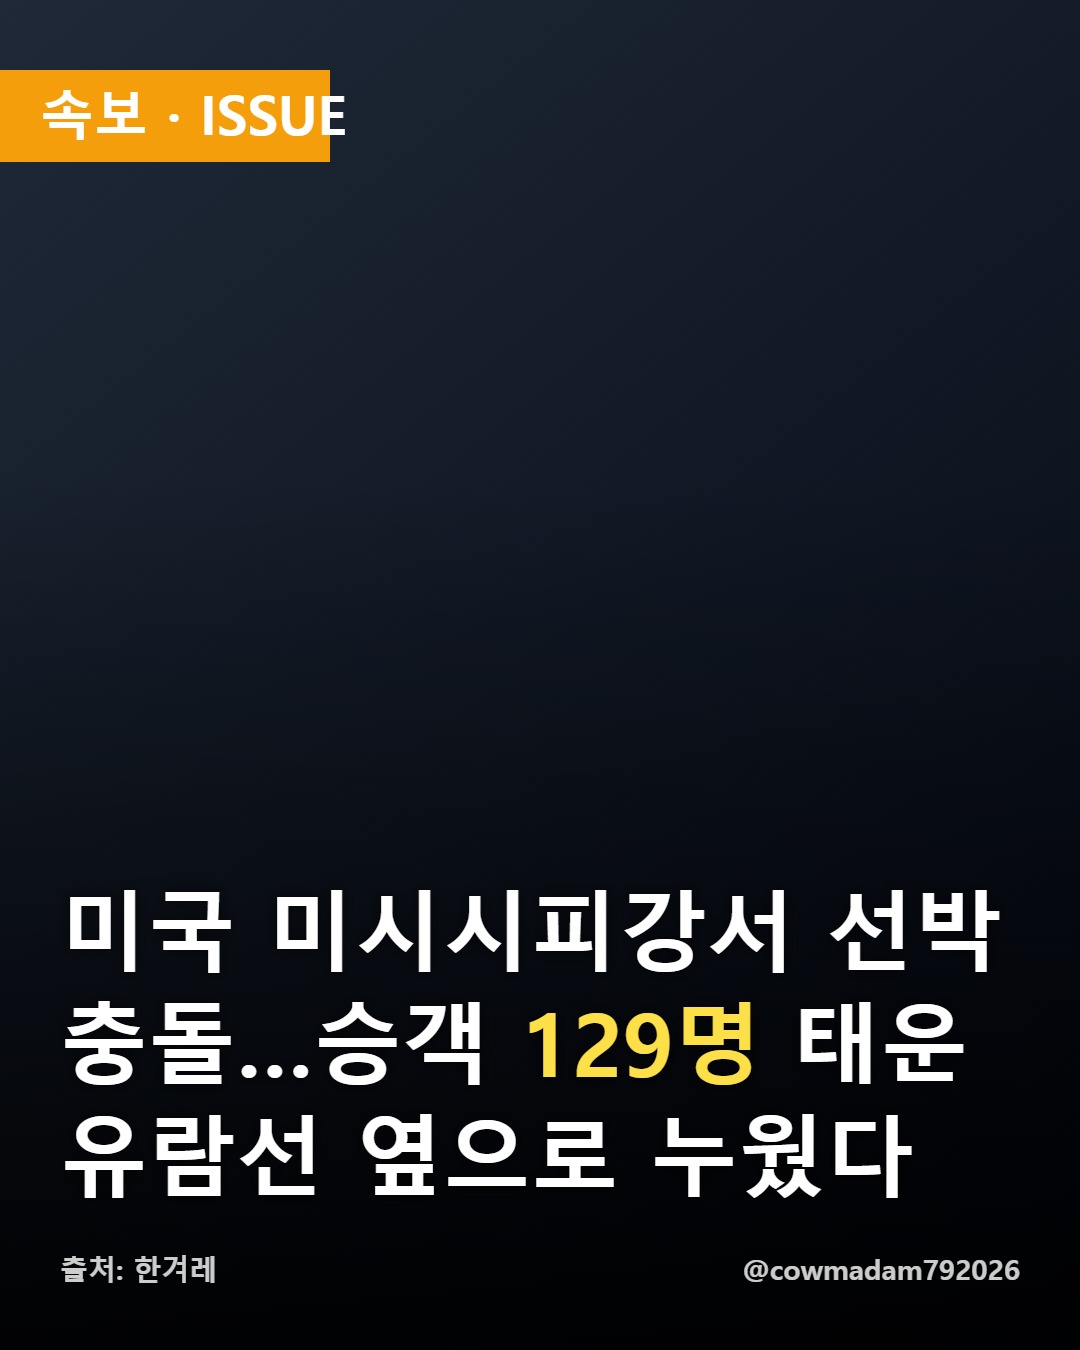 속보 · ISSUE
미국 미시시피강서 선박
충돌...승객 129명 태운
유람선 옆으로 누웠다
출처: 한겨레
@cowmadam792026